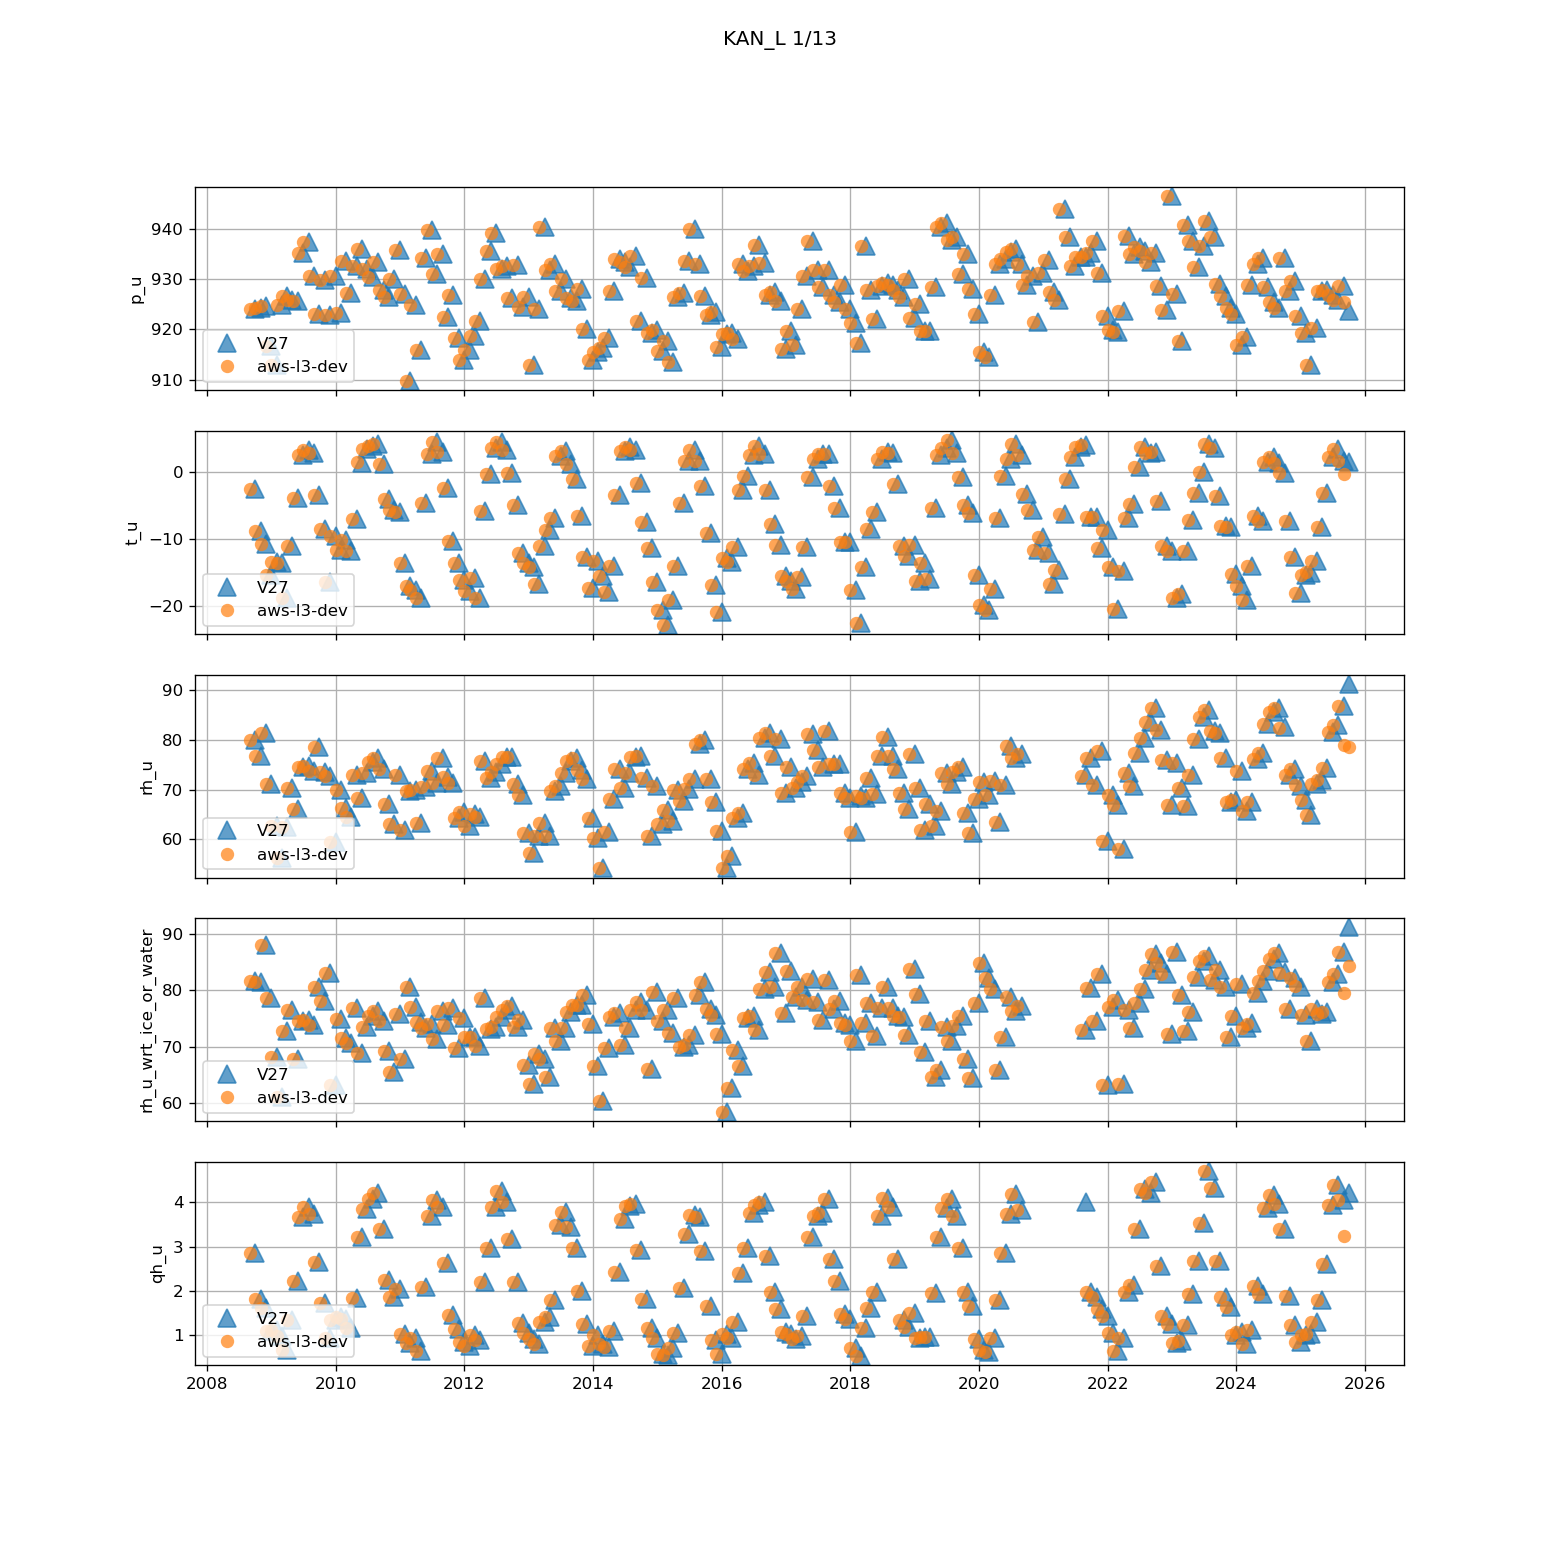 KAN_L 1/13
940
930
920
910
p_u
V27
aws-l3-dev
0
−10
−20
t_u
V27
aws-l3-dev
90
80
70
60
rh_u
V27
aws-l3-dev
90
80
70
60
rh_u_wrt_ice_or_water
V27
aws-l3-dev
4
3
2
1
qh_u
V27
aws-l3-dev
2008 2010 2012 2014 2016 2018 2020 2022 2024 2026